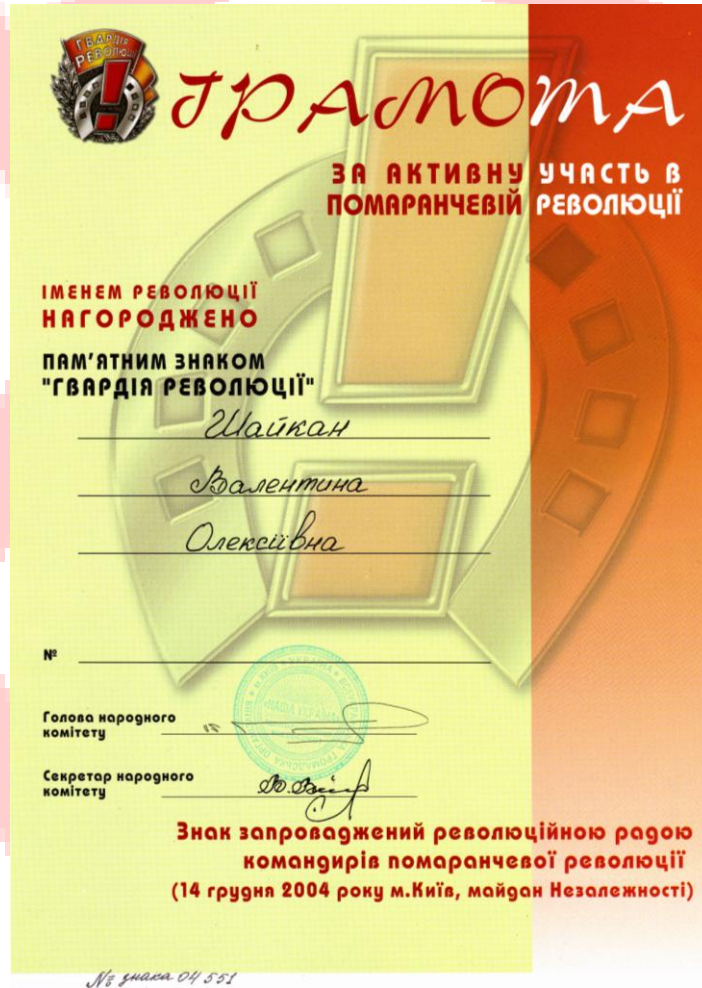 ГВАРДІЯ
РЕВОЛЮЦІЇ
ГРАМОТА
ЗА АКТИВНУ УЧАСТЬ В
ПОМАРАНЧЕВІЙ РЕВОЛЮЦІЇ
ІМЕНЕМ РЕВОЛЮЦІЇ
НАГОРОДЖЕНО
ПАМ'ЯТНИМ ЗНАКОМ
"ГВАРДІЯ РЕВОЛЮЦІЇ"
Шайкан
Валентина
Олексіївна
№
Голова народного
комітету
Секретар народного
комітету
Знак запроваджений революційною радою
командирів помаранчевої революції
(14 грудня 2004 року м.Київ, майдан Незалежності)
№ знака 04551